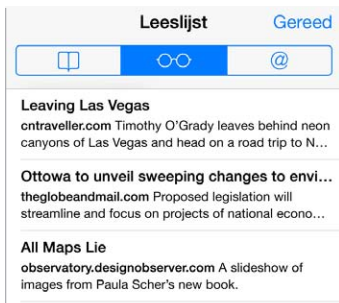 Leeslijst
Gereed
@
Leaving Las Vegas
cntraveller.com Timothy O'Grady leaves behind neon
canyons of Las Vegas and head on a road trip to N...
Ottowa to unveil sweeping changes to envi...
theglobeandmail.com Proposed legislation will
streamline and focus on projects of national econo...
All Maps Lie
observatory.designobserver.com A slideshow of
images from Paula Scher's new book.